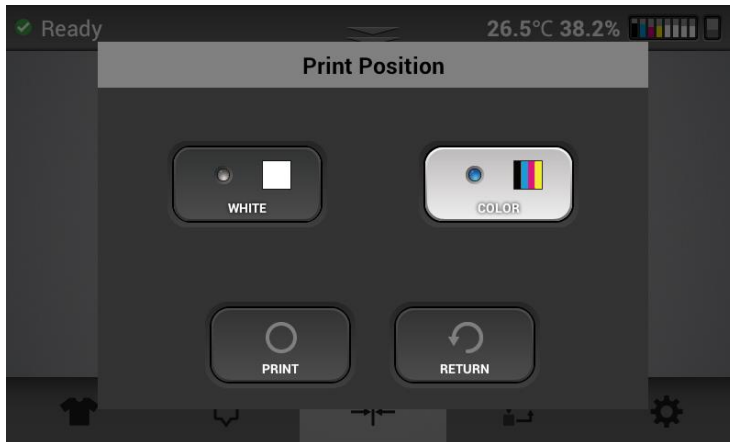 Ready
26.5°C 38.2%
Print Position
WHITE
COLOR
PRINT
RETURN